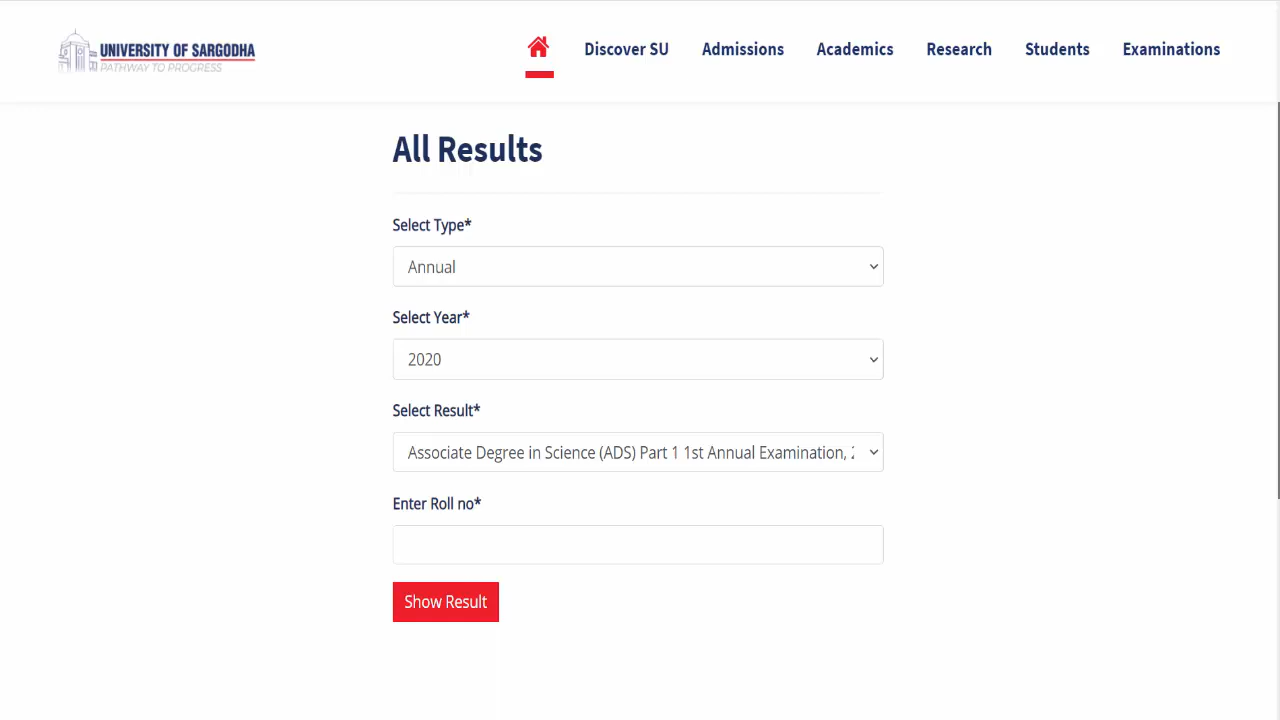 UNIVERSITY OF SARGODHA
PATHWAY TO PROGRESS
Discover SU Admissions Academics Research Students Examinations
All Results
Select Type*
Annual
Select Year*
2020
Select Result*
Associate Degree in Science (ADS) Part 1 1st Annual Examination,
Enter Roll no*
Show Result